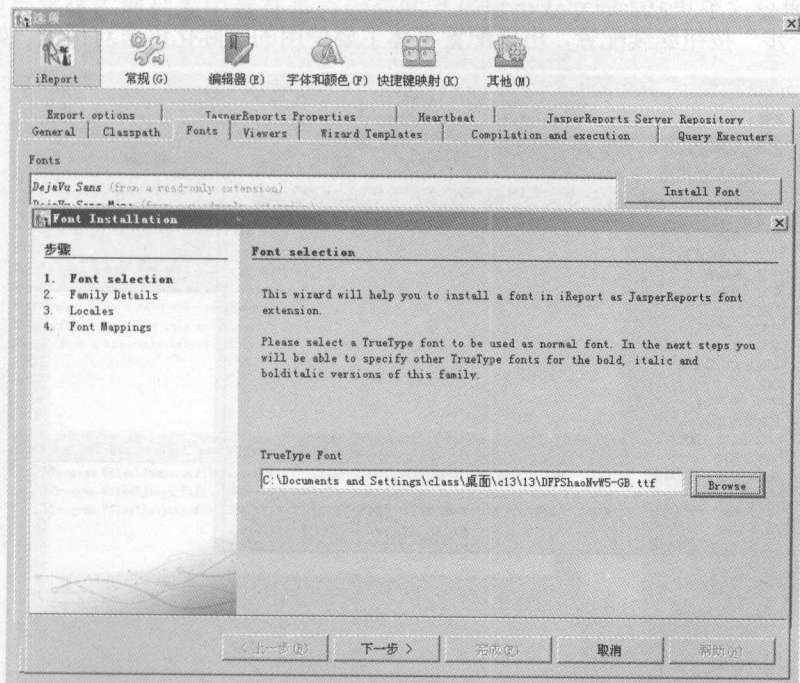 选项
iReport 常规(G) 编辑器(E) 字体和颜色(F) 快捷键映射(K) 其他(M)
Export options JasperReports Properties Heartbeat JasperReports Server Repository
General Classpath Fonts Viewers Wizard Templates Compilation and execution Query Executers
Fonts
DejaVu Sans (from a read-only extension)
Install Font
Font Installation
步骤
1. Font selection
2. Family Details
3. Locales
4. Font Mappings
Font selection
This wizard will help you to install a font in iReport as JasperReports font
extension.
Please select a TrueType font to be used as normal font. In the next steps you
will be able to specify other TrueType fonts for the bold, italic and
bolditalic versions of this family.
TrueType Font
C:\Documents and Settings\class\桌面\c13\13\DFPShaoNvW5-GB.ttf
Browse
< 上一步(B) 下一步 > 完成(F) 取消 帮助(H)